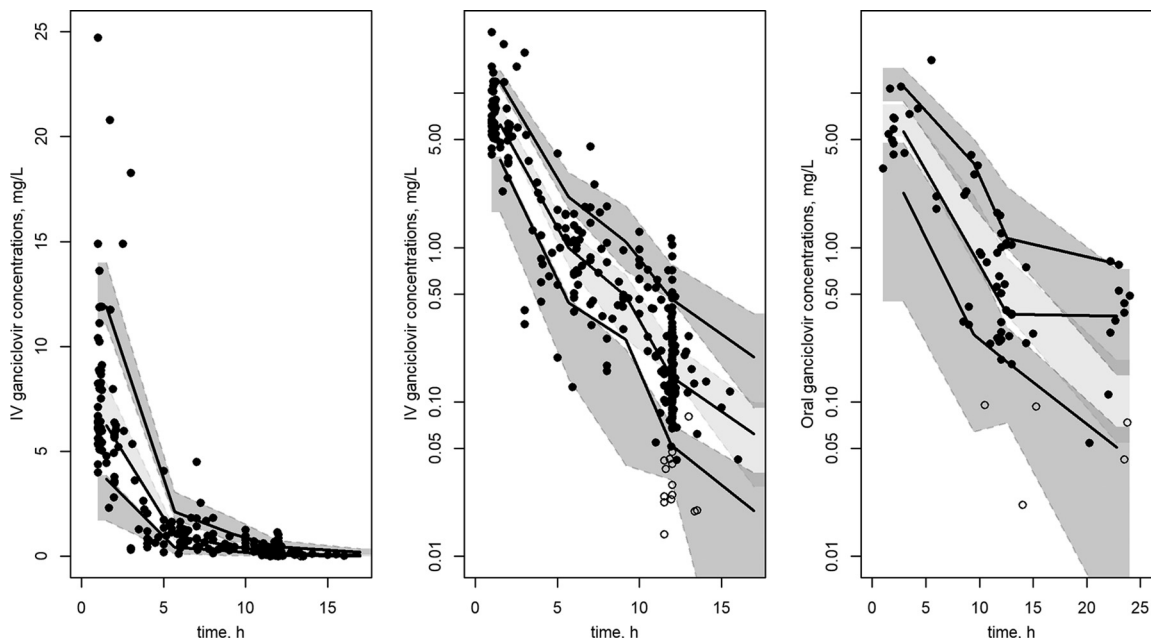 IV ganciclovir concentrations, mg/L
25
20
15
10
5
0
0 5 10 15
time, h
IV ganciclovir concentrations, mg/L
5.00
1.00
0.50
0.10
0.05
0.01
0 5 10 15
time, h
Oral ganciclovir concentrations, mg/L
5.00
1.00
0.50
0.10
0.05
0.01
0 5 10 15 20 25
time, h